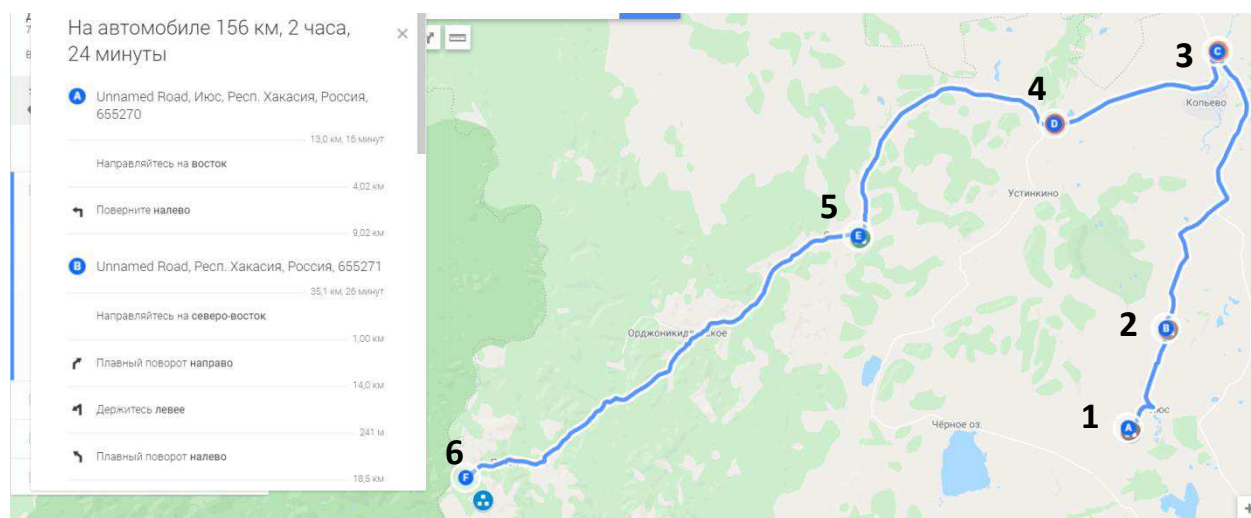 На автомобиле 156 км, 2 часа,
24 минуты
A Unnamed Road, Июс, Респ. Хакасия, Россия,
655270
13,0 км, 16 минут
Направляйтесь на восток
4,02 км
Поверните налево
9,02 км
B Unnamed Road, Респ. Хакасия, Россия, 655271
35,1 км, 26 минут
Направляйтесь на северо-восток
1,00 км
Плавный поворот направо
14,0 км
Держитесь левее
241 м
Плавный поворот налево
18,5 км
3
C
Копьево
4
D
Устинкино
5
E
2
B
1
A
Чёрное оз.
6
F